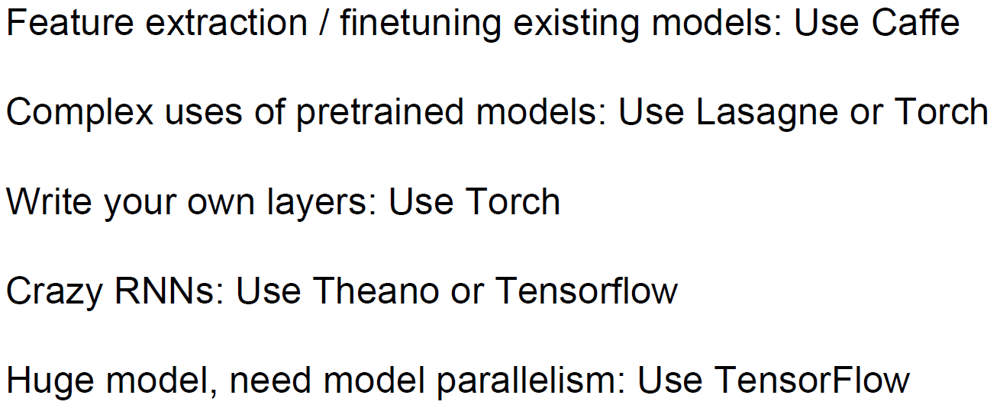 Feature extraction / finetuning existing models: Use Caffe
Complex uses of pretrained models: Use Lasagne or Torch
Write your own layers: Use Torch
Crazy RNNs: Use Theano or Tensorflow
Huge model, need model parallelism: Use TensorFlow